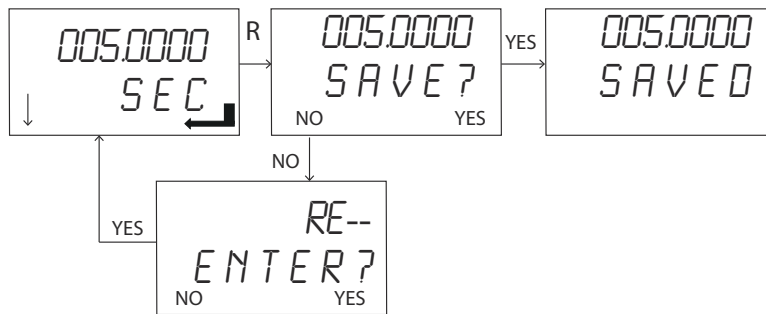 005.0000
SEC
R
005.0000
SAVE?
NO YES
YES
005.0000
SAVED
NO
YES
RE--
ENTER?
NO YES